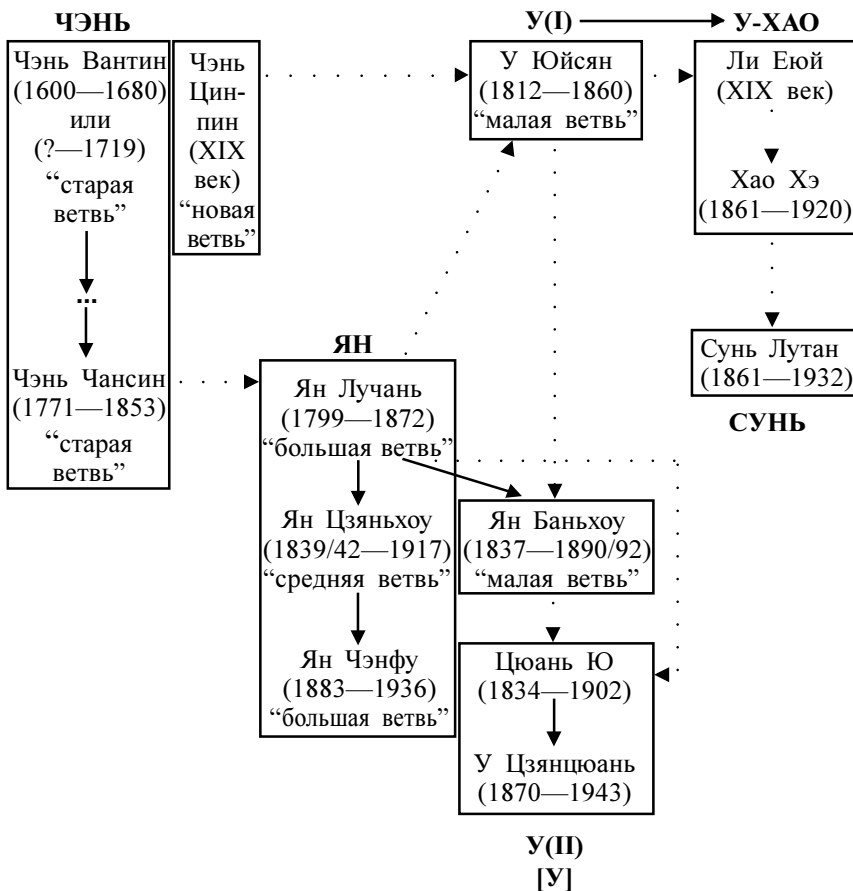 ЧЭНЬ
Чэнь Вантин
(1600—1680)
или
(?—1719)
“старая
ветвь”
...
Чэнь Чансин
(1771—1853)
“старая
ветвь”
Чэнь
Цин-
пин
(XIX
век)
“новая
ветвь”
У(I)
У Юйсян
(1812—1860)
“малая ветвь”
У-ХАО
Ли Еюй
(XIX век)
Хао Хэ
(1861—1920)
Сунь Лутан
(1861—1932)
СУНЬ
ЯН
Ян Лучань
(1799—1872)
“большая ветвь”
Ян Цзяньхоу
(1839/42—1917)
“средняя ветвь”
Ян Чэнфу
(1883—1936)
“большая ветвь”
Ян Баньхоу
(1837—1890/92)
“малая ветвь”
Цюань Ю
(1834—1902)
У Цзянцюань
(1870—1943)
У(II)
[У]